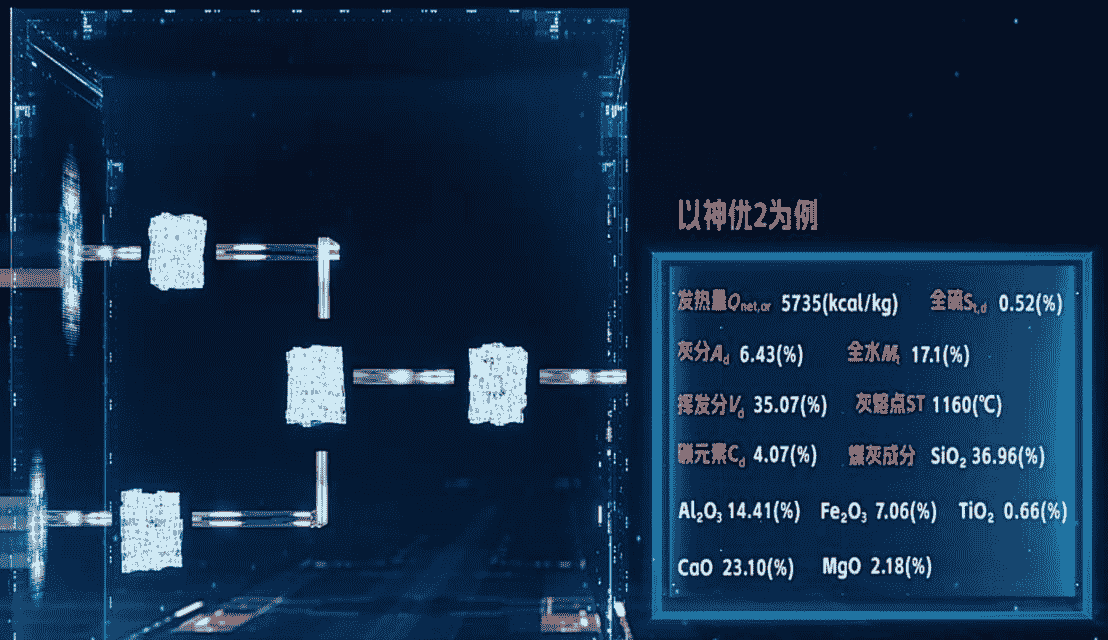 以神优2为例
发热量Qnet,ar 5735(kcal/kg) 全硫St,d 0.52(%)
灰分Ad 6.43(%) 全水Mt 17.1(%)
挥发分Vd 35.07(%) 灰熔点ST 1160(℃)
碳元素Cd 4.07(%) 煤灰成分 SiO₂ 36.96(%)
Al₂O₃ 14.41(%) Fe₂O₃ 7.06(%) TiO₂ 0.66(%)
CaO 23.10(%) MgO 2.18(%)